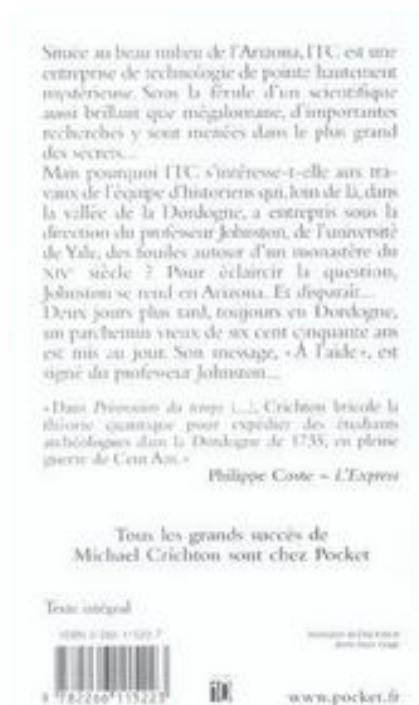 Située au beau milieu de l'Arizona, ITC est une
entreprise de technologie de pointe hautement
mystérieuse. Sous la férule d'un scientifique
aussi brillant que mégalomane, d'importantes
recherches y sont menées dans le plus grand
des secrets...
Mais pourquoi ITC s'intéresse-t-elle aux tra-
vaux de l'équipe d'historiens qui, loin de là, dans
la vallée de la Dordogne, a entrepris sous la
direction du professeur Johnston, de l'université
de Yale, des fouilles autour d'un monastère du
XIVe siècle ? Pour éclaircir la question,
Johnston se rend en Arizona. Et disparaît...
Deux jours plus tard, toujours en Dordogne,
un parchemin vieux de six cent cinquante ans
est mis au jour. Son message, « À l'aide », est
signé du professeur Johnston...
« Dans Prisonniers du temps [...], Crichton bricole la
théorie quantique pour expédier des étudiants
archéologues dans la Dordogne de en pleine
guerre de Cent Ans. »
Philippe Coste – L'Express
Tous les grands succès de
Michael Crichton sont chez Pocket
Texte intégral
ISBN
9 782266 115223
www.pocket.fr